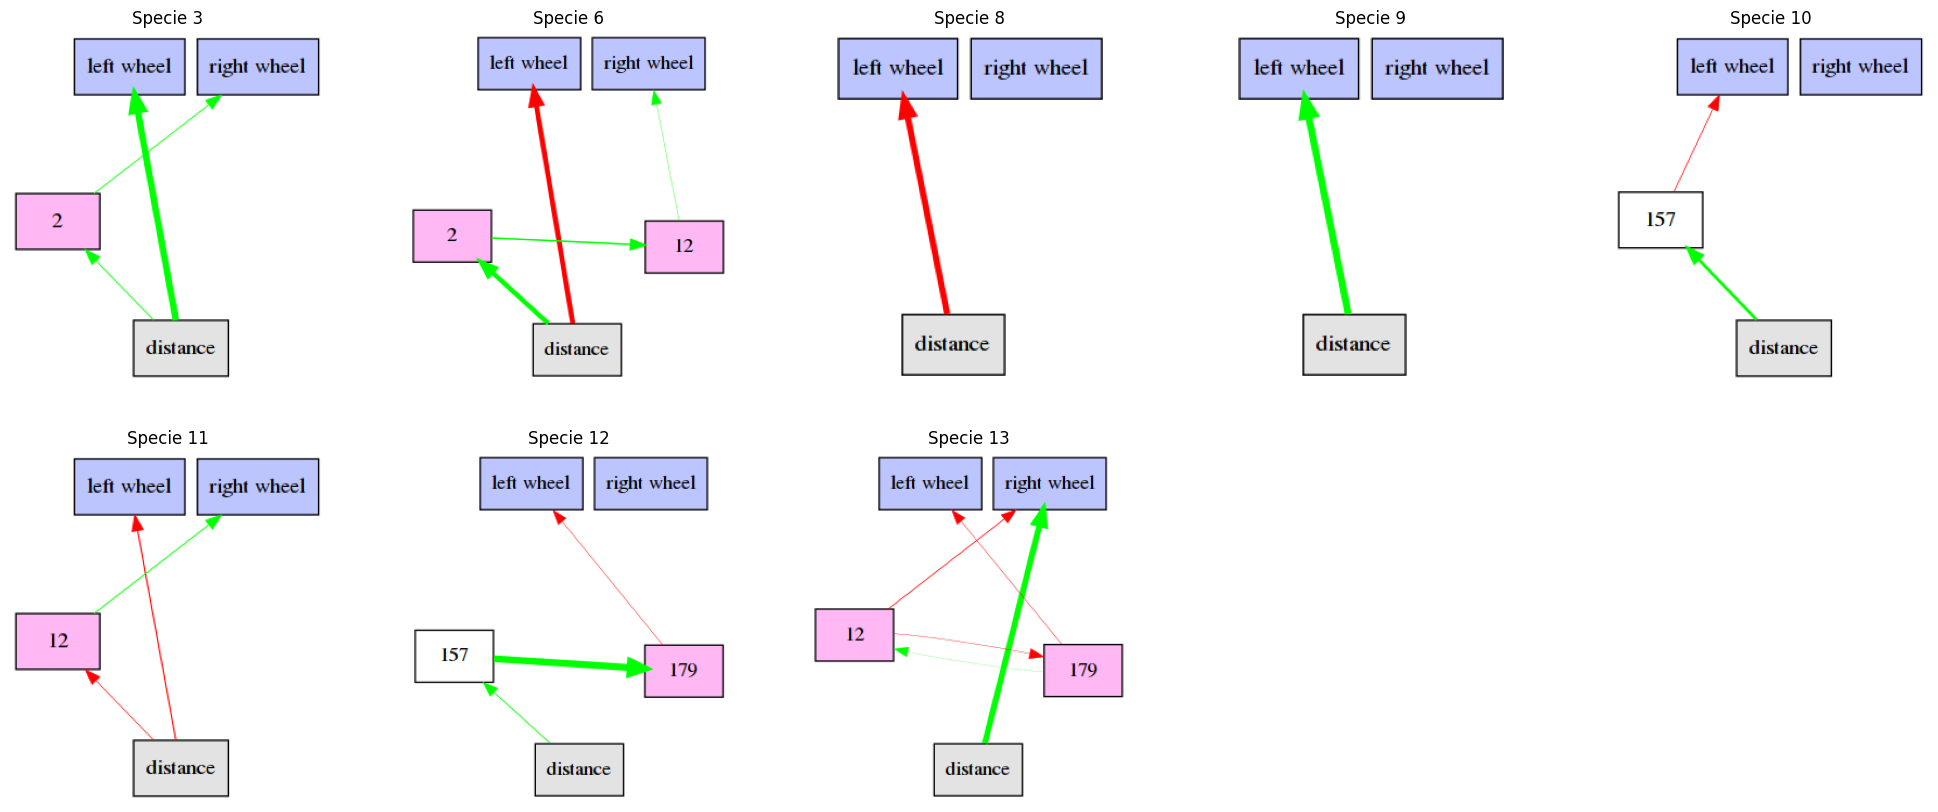 Specie 3
left wheel
right wheel
2
distance
Specie 6
left wheel
right wheel
2
12
distance
Specie 8
left wheel
right wheel
distance
Specie 9
left wheel
right wheel
distance
Specie 10
left wheel
right wheel
157
distance
Specie 11
left wheel
right wheel
12
distance
Specie 12
left wheel
right wheel
157
179
distance
Specie 13
left wheel
right wheel
12
179
distance